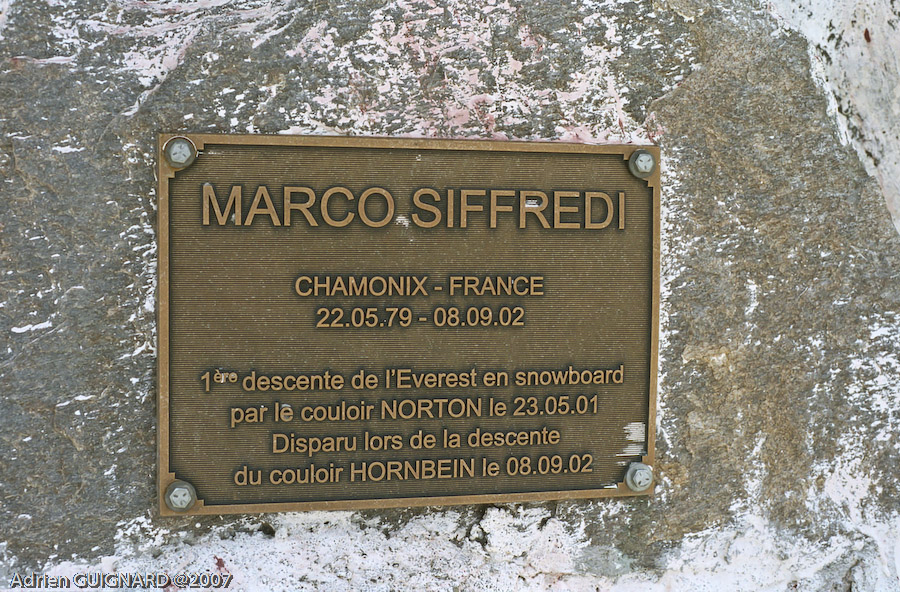 MARCO SIFFREDI
CHAMONIX - FRANCE
22.05.79 - 08.09.02
1ère descente de l'Everest en snowboard
par le couloir NORTON le 23.05.01
Disparu lors de la descente
du couloir HORNBEIN le 08.09.02
Adrien GUIGNARD @2007